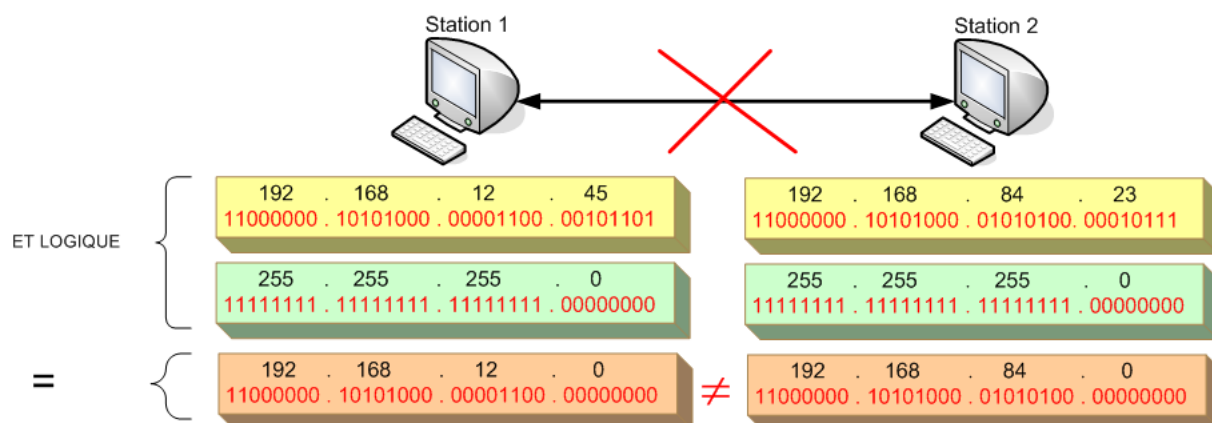 Station 1
Station 2
192 . 168 . 12 . 45
11000000 . 10101000 . 00001100 . 00101101
192 . 168 . 84 . 23
11000000 . 10101000 . 01010100. 00010111
ET LOGIQUE
255 . 255 . 255 . 0
11111111 . 11111111 . 11111111 . 00000000
255 . 255 . 255 . 0
11111111 . 11111111 . 11111111 . 00000000
=
192 . 168 . 12 . 0
11000000 . 10101000 . 00001100 . 00000000
≠
192 . 168 . 84 . 0
11000000 . 10101000 . 01010100 . 00000000